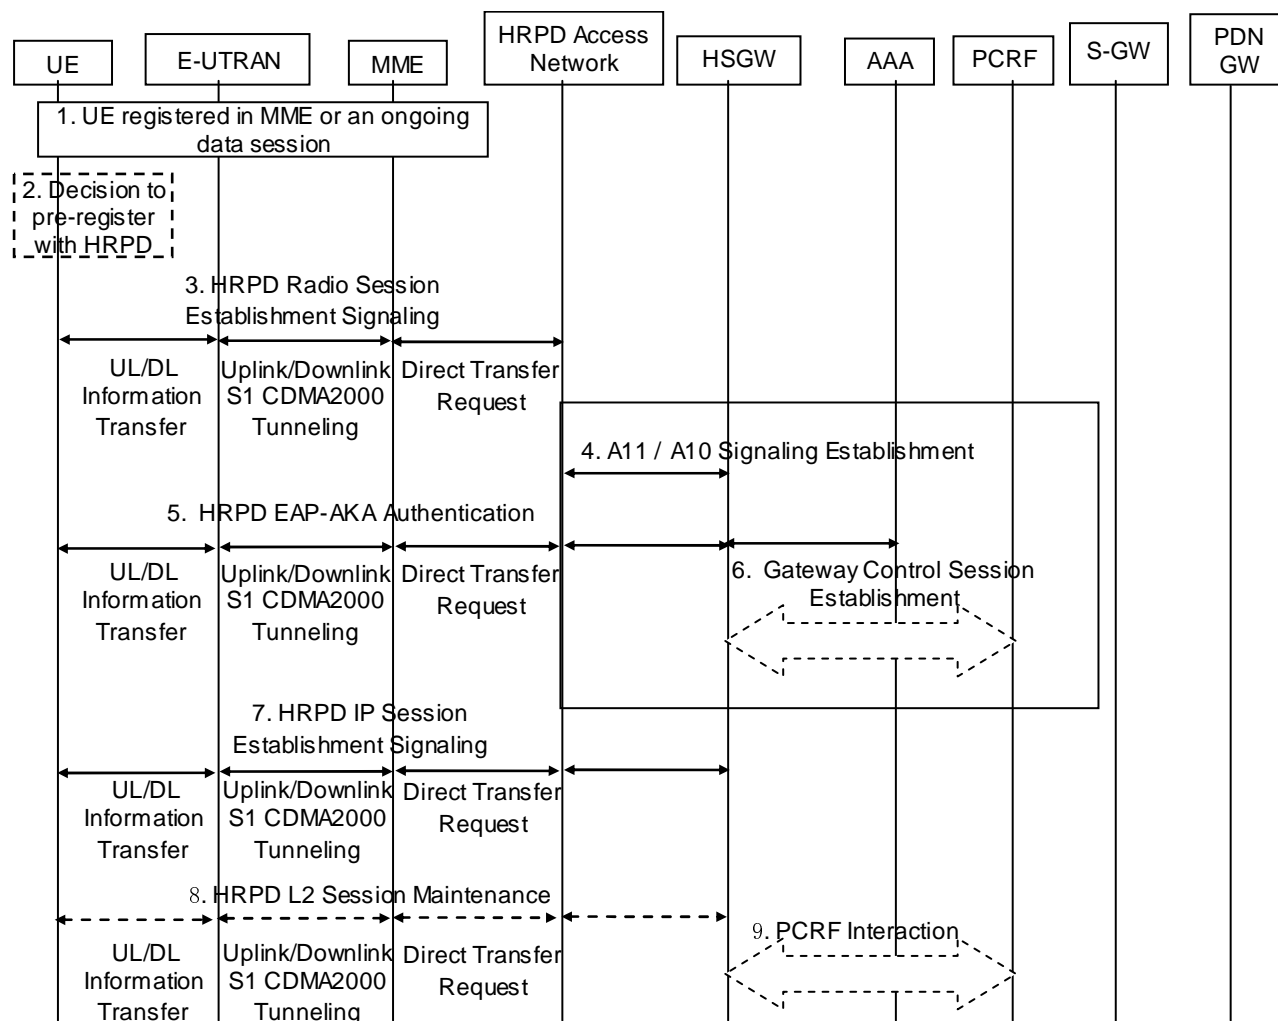 UE
E-UTRAN
MME
HRPD Access
Network
HSGW
AAA
PCRF
S-GW
PDN
GW
1. UE registered in MME or an ongoing
data session
2. Decision to
pre-register
with HRPD
3. HRPD Radio Session
Establishment Signaling
UL/DL
Information
Transfer
Uplink/Downlink
S1 CDMA2000
Tunneling
Direct Transfer
Request
4. A11 / A10 Signaling Establishment
5. HRPD EAP-AKA Authentication
UL/DL
Information
Transfer
Uplink/Downlink
S1 CDMA2000
Tunneling
Direct Transfer
Request
6. Gateway Control Session
Establishment
7. HRPD IP Session
Establishment Signaling
UL/DL
Information
Transfer
Uplink/Downlink
S1 CDMA2000
Tunneling
Direct Transfer
Request
8. HRPD L2 Session Maintenance
UL/DL
Information
Transfer
Uplink/Downlink
S1 CDMA2000
Tunneling
Direct Transfer
Request
9. PCRF Interaction